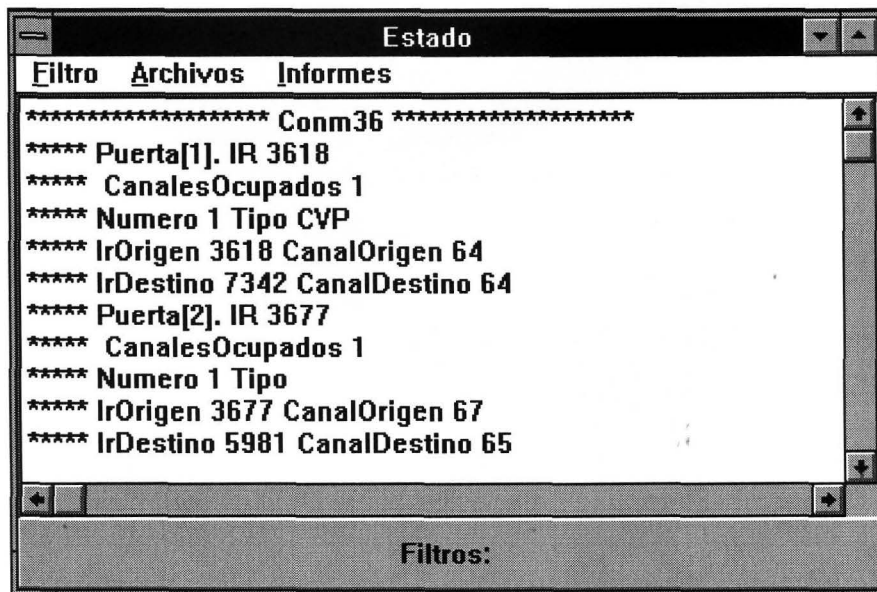 Estado
Filtro Archivos Informes
******************** Conm36 ********************
***** Puerta[1]. IR 3618
***** CanalesOcupados 1
***** Numero 1 Tipo CVP
***** IrOrigen 3618 CanalOrigen 64
***** IrDestino 7342 CanalDestino 64
***** Puerta[2]. IR 3677
***** CanalesOcupados 1
***** Numero 1 Tipo
***** IrOrigen 3677 CanalOrigen 67
***** IrDestino 5981 CanalDestino 65
Filtros: